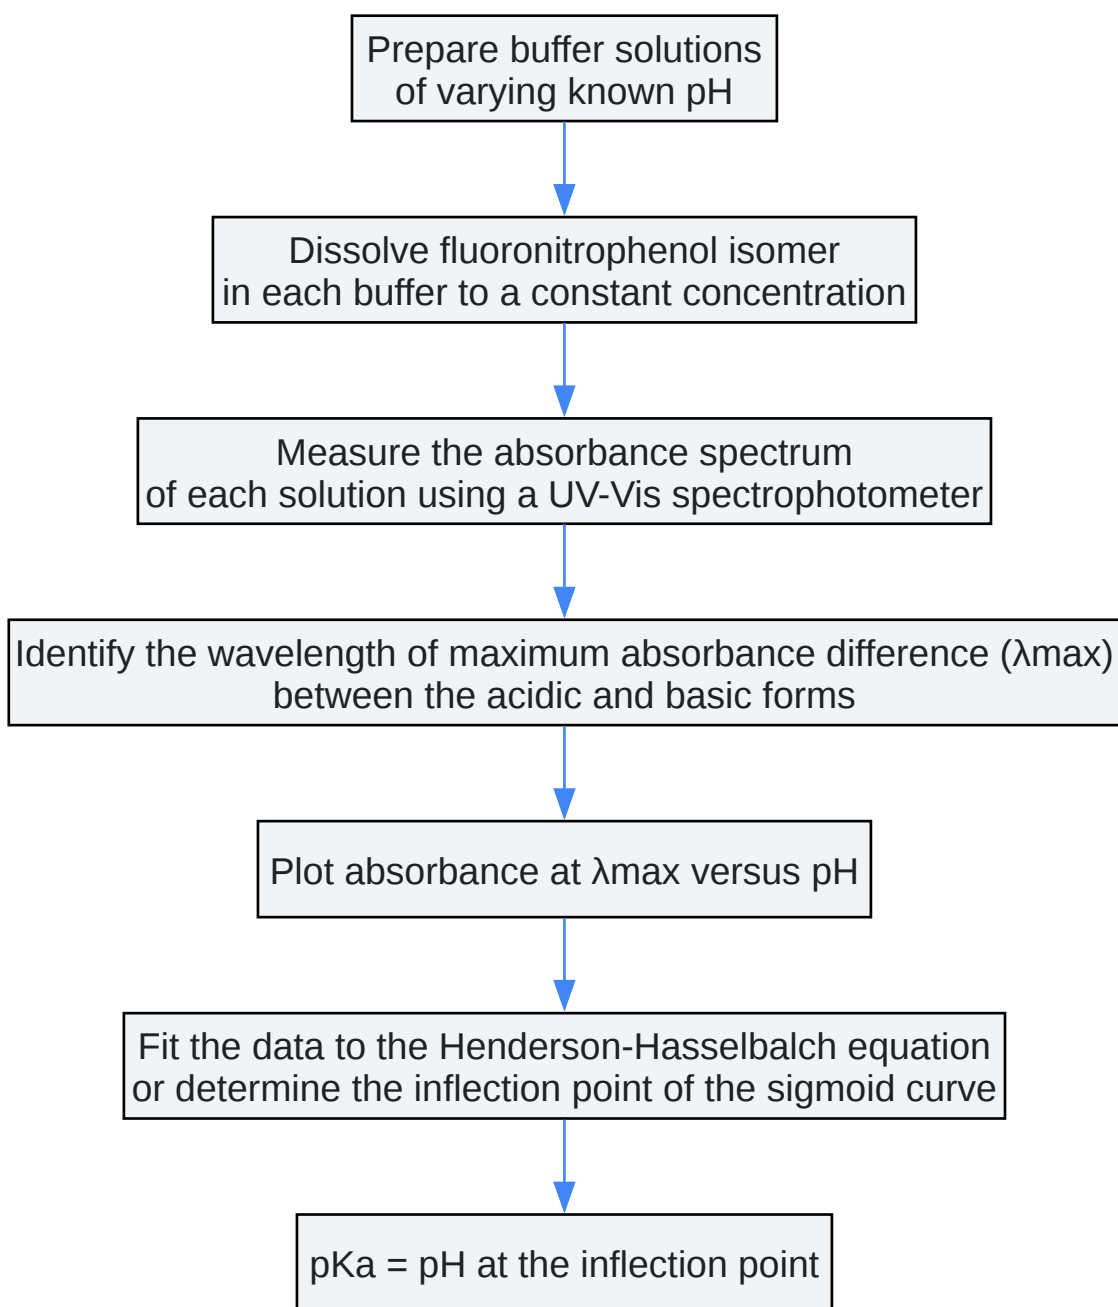 Prepare buffer solutions
of varying known pH
Dissolve fluoronitrophenol isomer
in each buffer to a constant concentration
Measure the absorbance spectrum
of each solution using a UV-Vis spectrophotometer
Identify the wavelength of maximum absorbance difference (λmax)
between the acidic and basic forms
Plot absorbance at λmax versus pH
Fit the data to the Henderson-Hasselbalch equation
or determine the inflection point of the sigmoid curve
pKa = pH at the inflection point